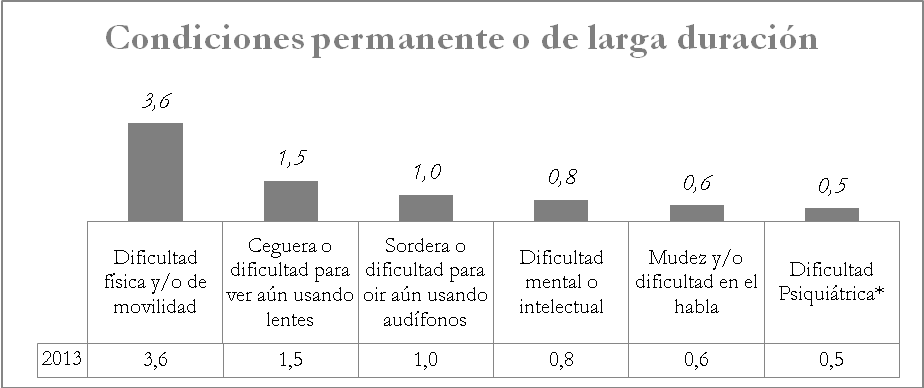 Condiciones permanente o de larga duración
3,6
1,5
1,0
0,8
0,6
0,5
Dificultad
física y/o de
movilidad
Ceguera o
dificultad para
ver aún usando
lentes
Sordera o
dificultad para
oir aún usando
audífonos
Dificultad
mental o
intelectual
Mudez y/o
dificultad en el
habla
Dificultad
Psiquiátrica*
2013 3,6 1,5 1,0 0,8 0,6 0,5